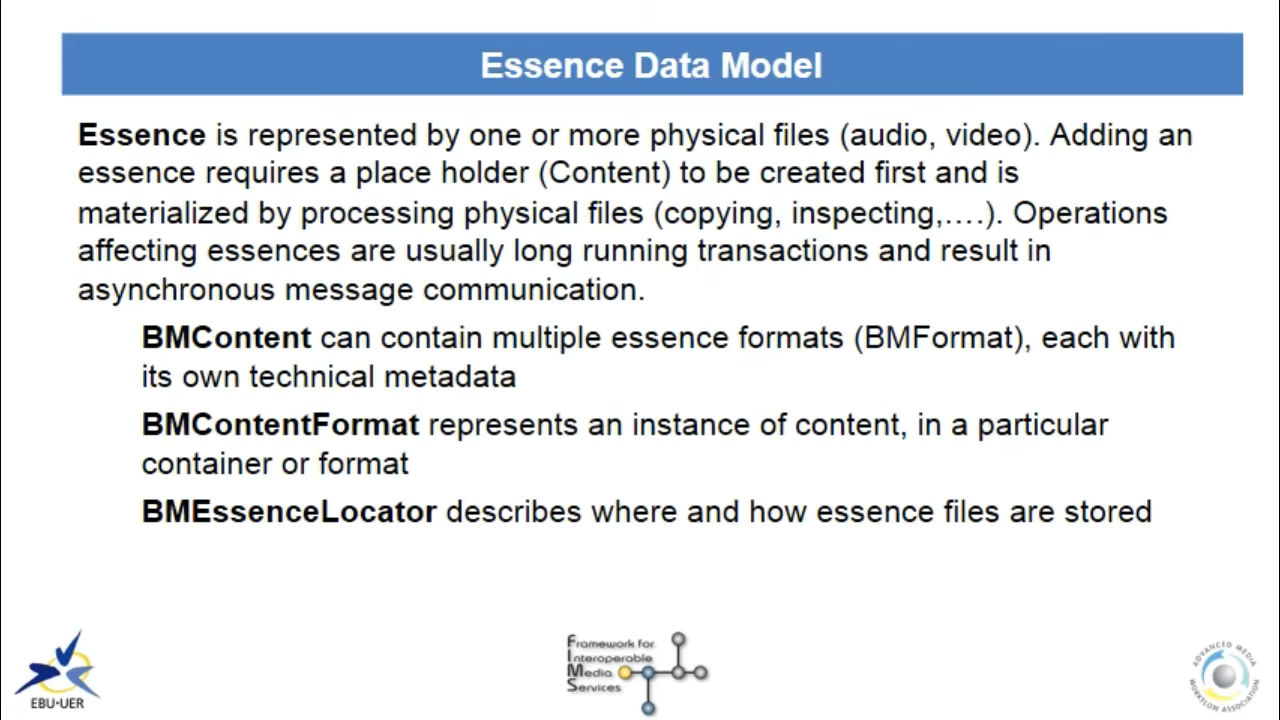 Essence Data Model
Essence is represented by one or more physical files (audio, video). Adding an
essence requires a place holder (Content) to be created first and is
materialized by processing physical files (copying, inspecting,….). Operations
affecting essences are usually long running transactions and result in
asynchronous message communication.
BMContent can contain multiple essence formats (BMFormat), each with
its own technical metadata
BMContentFormat represents an instance of content, in a particular
container or format
BMEssenceLocator describes where and how essence files are stored
EBU·UER
Framework for
Interoperable
Media
Services
ADVANCED MEDIA
WORKFLOW ASSOCIATION